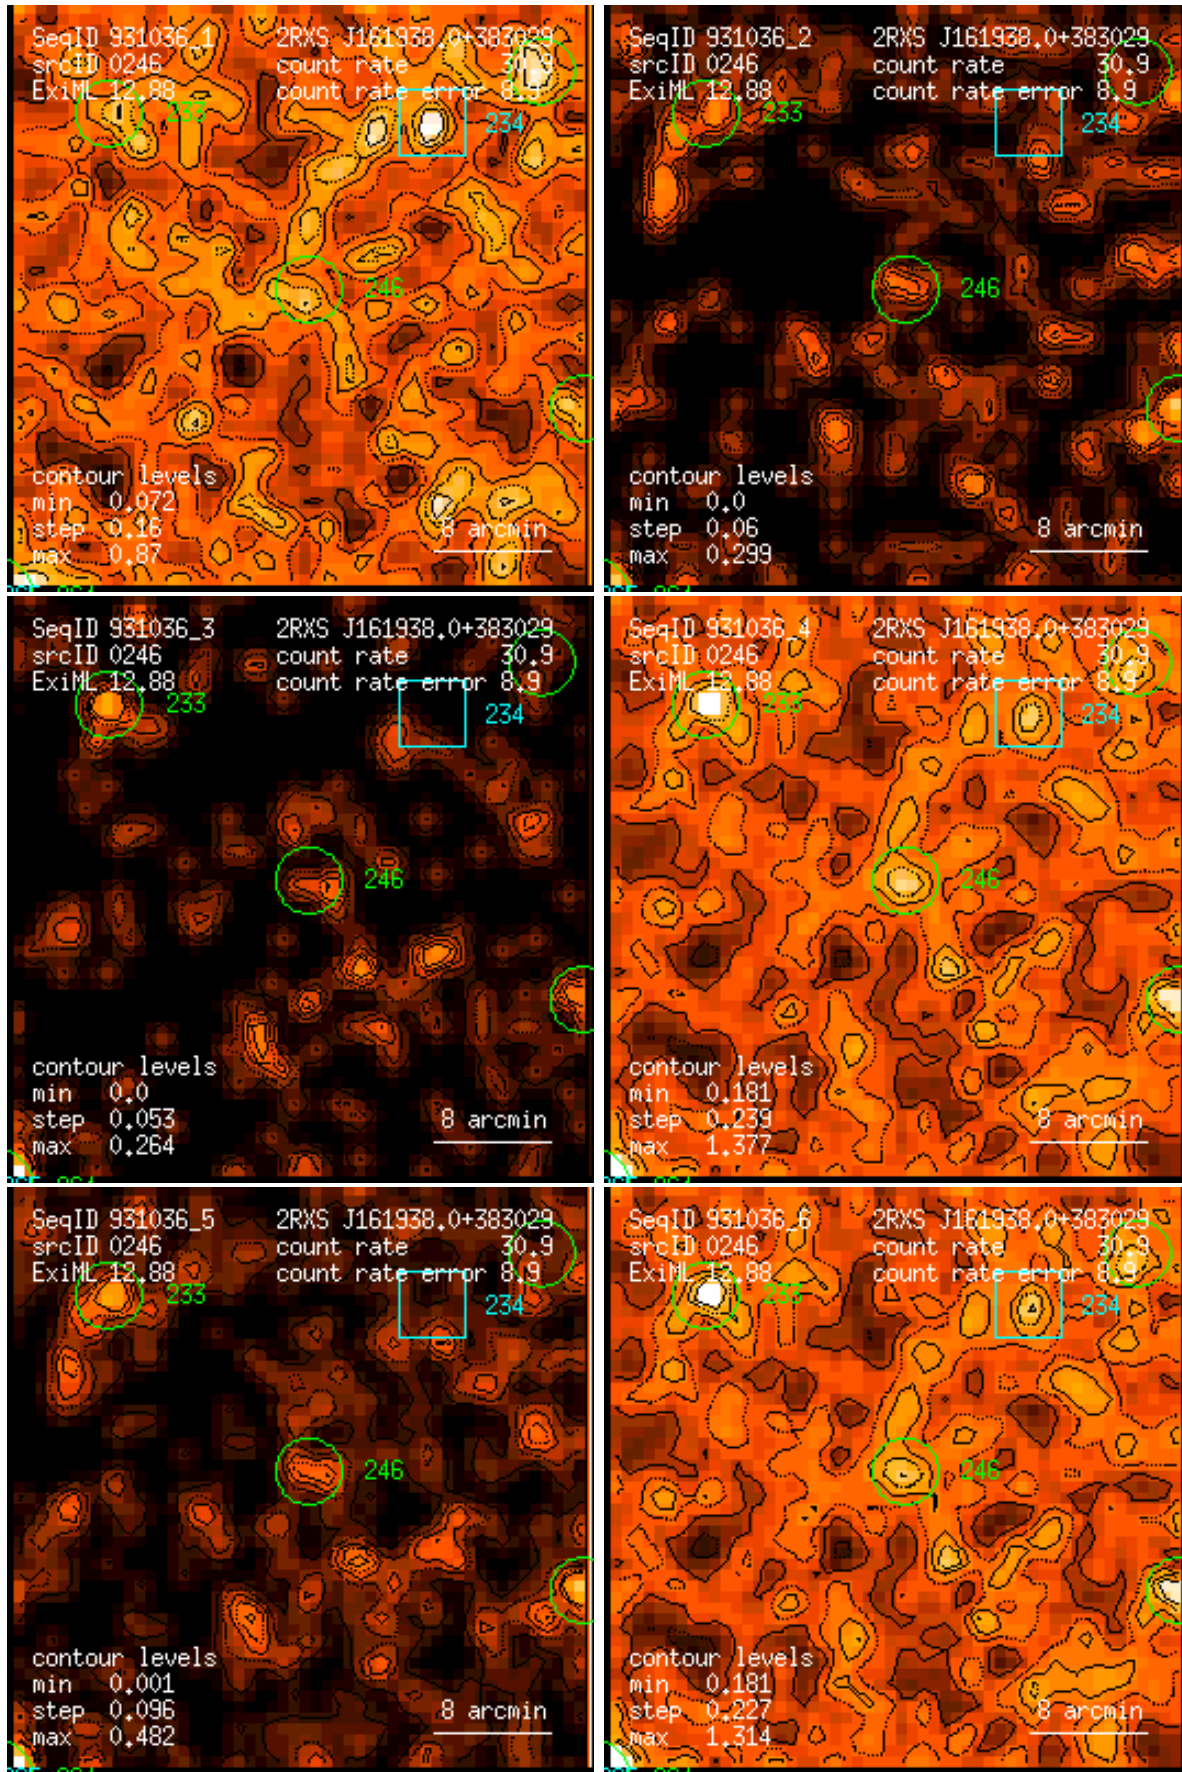 SeqID 931036_1 2RXS J161938.0+383029
srcID 0246 count rate 30.9
ExiML 12.88 count rate error 8.9
233
234
246
contour levels
min 0.072
step 0.16 8 arcmin
max 0.87
SeqID 931036_2 2RXS J161938.0+383029
srcID 0246 count rate 30.9
ExiML 12.88 count rate error 8.9
233
234
246
contour levels
min 0.0
step 0.06 8 arcmin
max 0.299
SeqID 931036_3 2RXS J161938.0+383029
srcID 0246 count rate 30.9
ExiML 12.88 count rate error 8.9
233
234
246
contour levels
min 0.0
step 0.053 8 arcmin
max 0.264
SeqID 931036_4 2RXS J161938.0+383029
srcID 0246 count rate 30.9
ExiML 12.88 count rate error 8.9
233
234
246
contour levels
min 0.181
step 0.239 8 arcmin
max 1.377
SeqID 931036_5 2RXS J161938.0+383029
srcID 0246 count rate 30.9
ExiML 12.88 count rate error 8.9
233
234
246
contour levels
min 0.001
step 0.096 8 arcmin
max 0.482
SeqID 931036_6 2RXS J161938.0+383029
srcID 0246 count rate 30.9
ExiML 12.88 count rate error 8.9
233
234
246
contour levels
min 0.181
step 0.227 8 arcmin
max 1.314